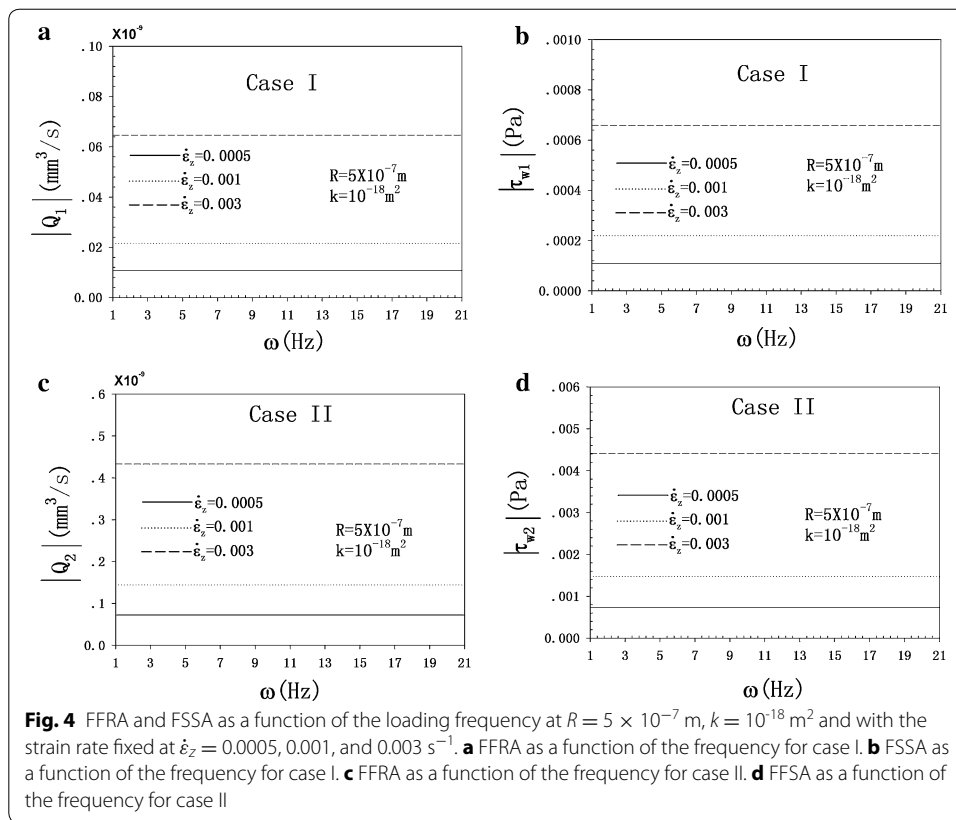 a
X10⁻⁹
Case I
|Q₁| (mm³/s)
.10
.08
.06
.04
.02
0.00
ε̇z=0.0005
ε̇z=0.001
ε̇z=0.003
R=5X10⁻⁷m
k=10⁻¹⁸m²
1 3 5 7 9 11 13 15 17 19 21
ω(Hz)
b
Case I
|τw1| (Pa)
.0010
.0008
.0006
.0004
.0002
0.0000
ε̇z=0.0005
ε̇z=0.001
ε̇z=0.003
R=5X10⁻⁷m
k=10⁻¹⁸m²
1 3 5 7 9 11 13 15 17 19 21
ω(Hz)
c
X10⁻⁹
Case II
|Q₂| (mm³/s)
.6
.5
.4
.3
.2
.1
0.0
ε̇z=0.0005
ε̇z=0.001
ε̇z=0.003
R=5X10⁻⁷m
k=10⁻¹⁸m²
1 3 5 7 9 11 13 15 17 19 21
ω(Hz)
d
Case II
|τw2| (Pa)
.006
.005
.004
.003
.002
.001
0.000
ε̇z=0.0005
ε̇z=0.001
ε̇z=0.003
R=5X10⁻⁷m
k=10⁻¹⁸m²
1 3 5 7 9 11 13 15 17 19 21
ω(Hz)
Fig. 4 FFRA and FSSA as a function of the loading frequency at R = 5 × 10⁻⁷ m, k = 10⁻¹⁸ m² and with the
strain rate fixed at ε̇Z = 0.0005, 0.001, and 0.003 s⁻¹. a FFRA as a function of the frequency for case I. b FSSA as
a function of the frequency for case I. c FFRA as a function of the frequency for case II. d FFSA as a function of
the frequency for case II